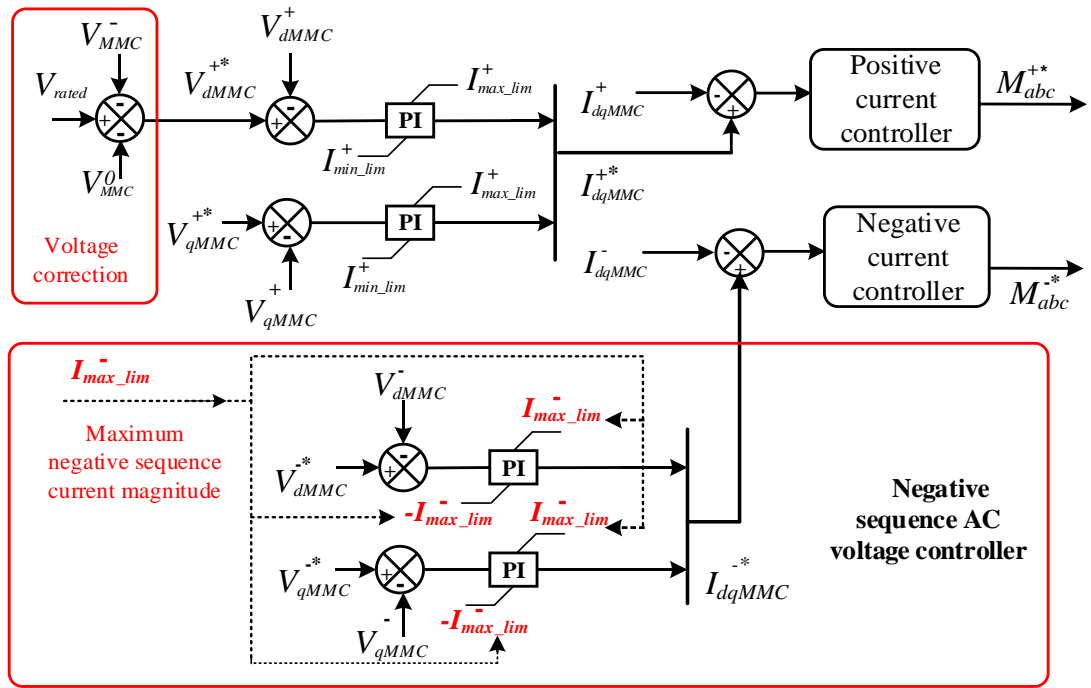 V⁻MMC
V⁺dMMC
Vrated
V⁺*dMMC
I⁺max_lim
-
+
-
-
+
PI
I⁺min_lim
V⁰MMC
I⁺dqMMC
-
+
Positive
current
controller
M⁺*abc
I⁺max_lim
V⁺*qMMC
+
-
PI
I⁺min_lim
I⁺*dqMMC
Voltage
correction
V⁺qMMC
I⁻dqMMC
-
+
Negative
current
controller
M⁻*abc
I⁻max_lim
Maximum
negative sequence
current magnitude
V⁻dMMC
I⁻max_lim
V⁻*dMMC
-
+
PI
-I⁻max_lim
I⁻max_lim
V⁻*qMMC
+
-
PI
-I⁻max_lim
V⁻qMMC
I⁻*dqMMC
Negative
sequence AC
voltage controller